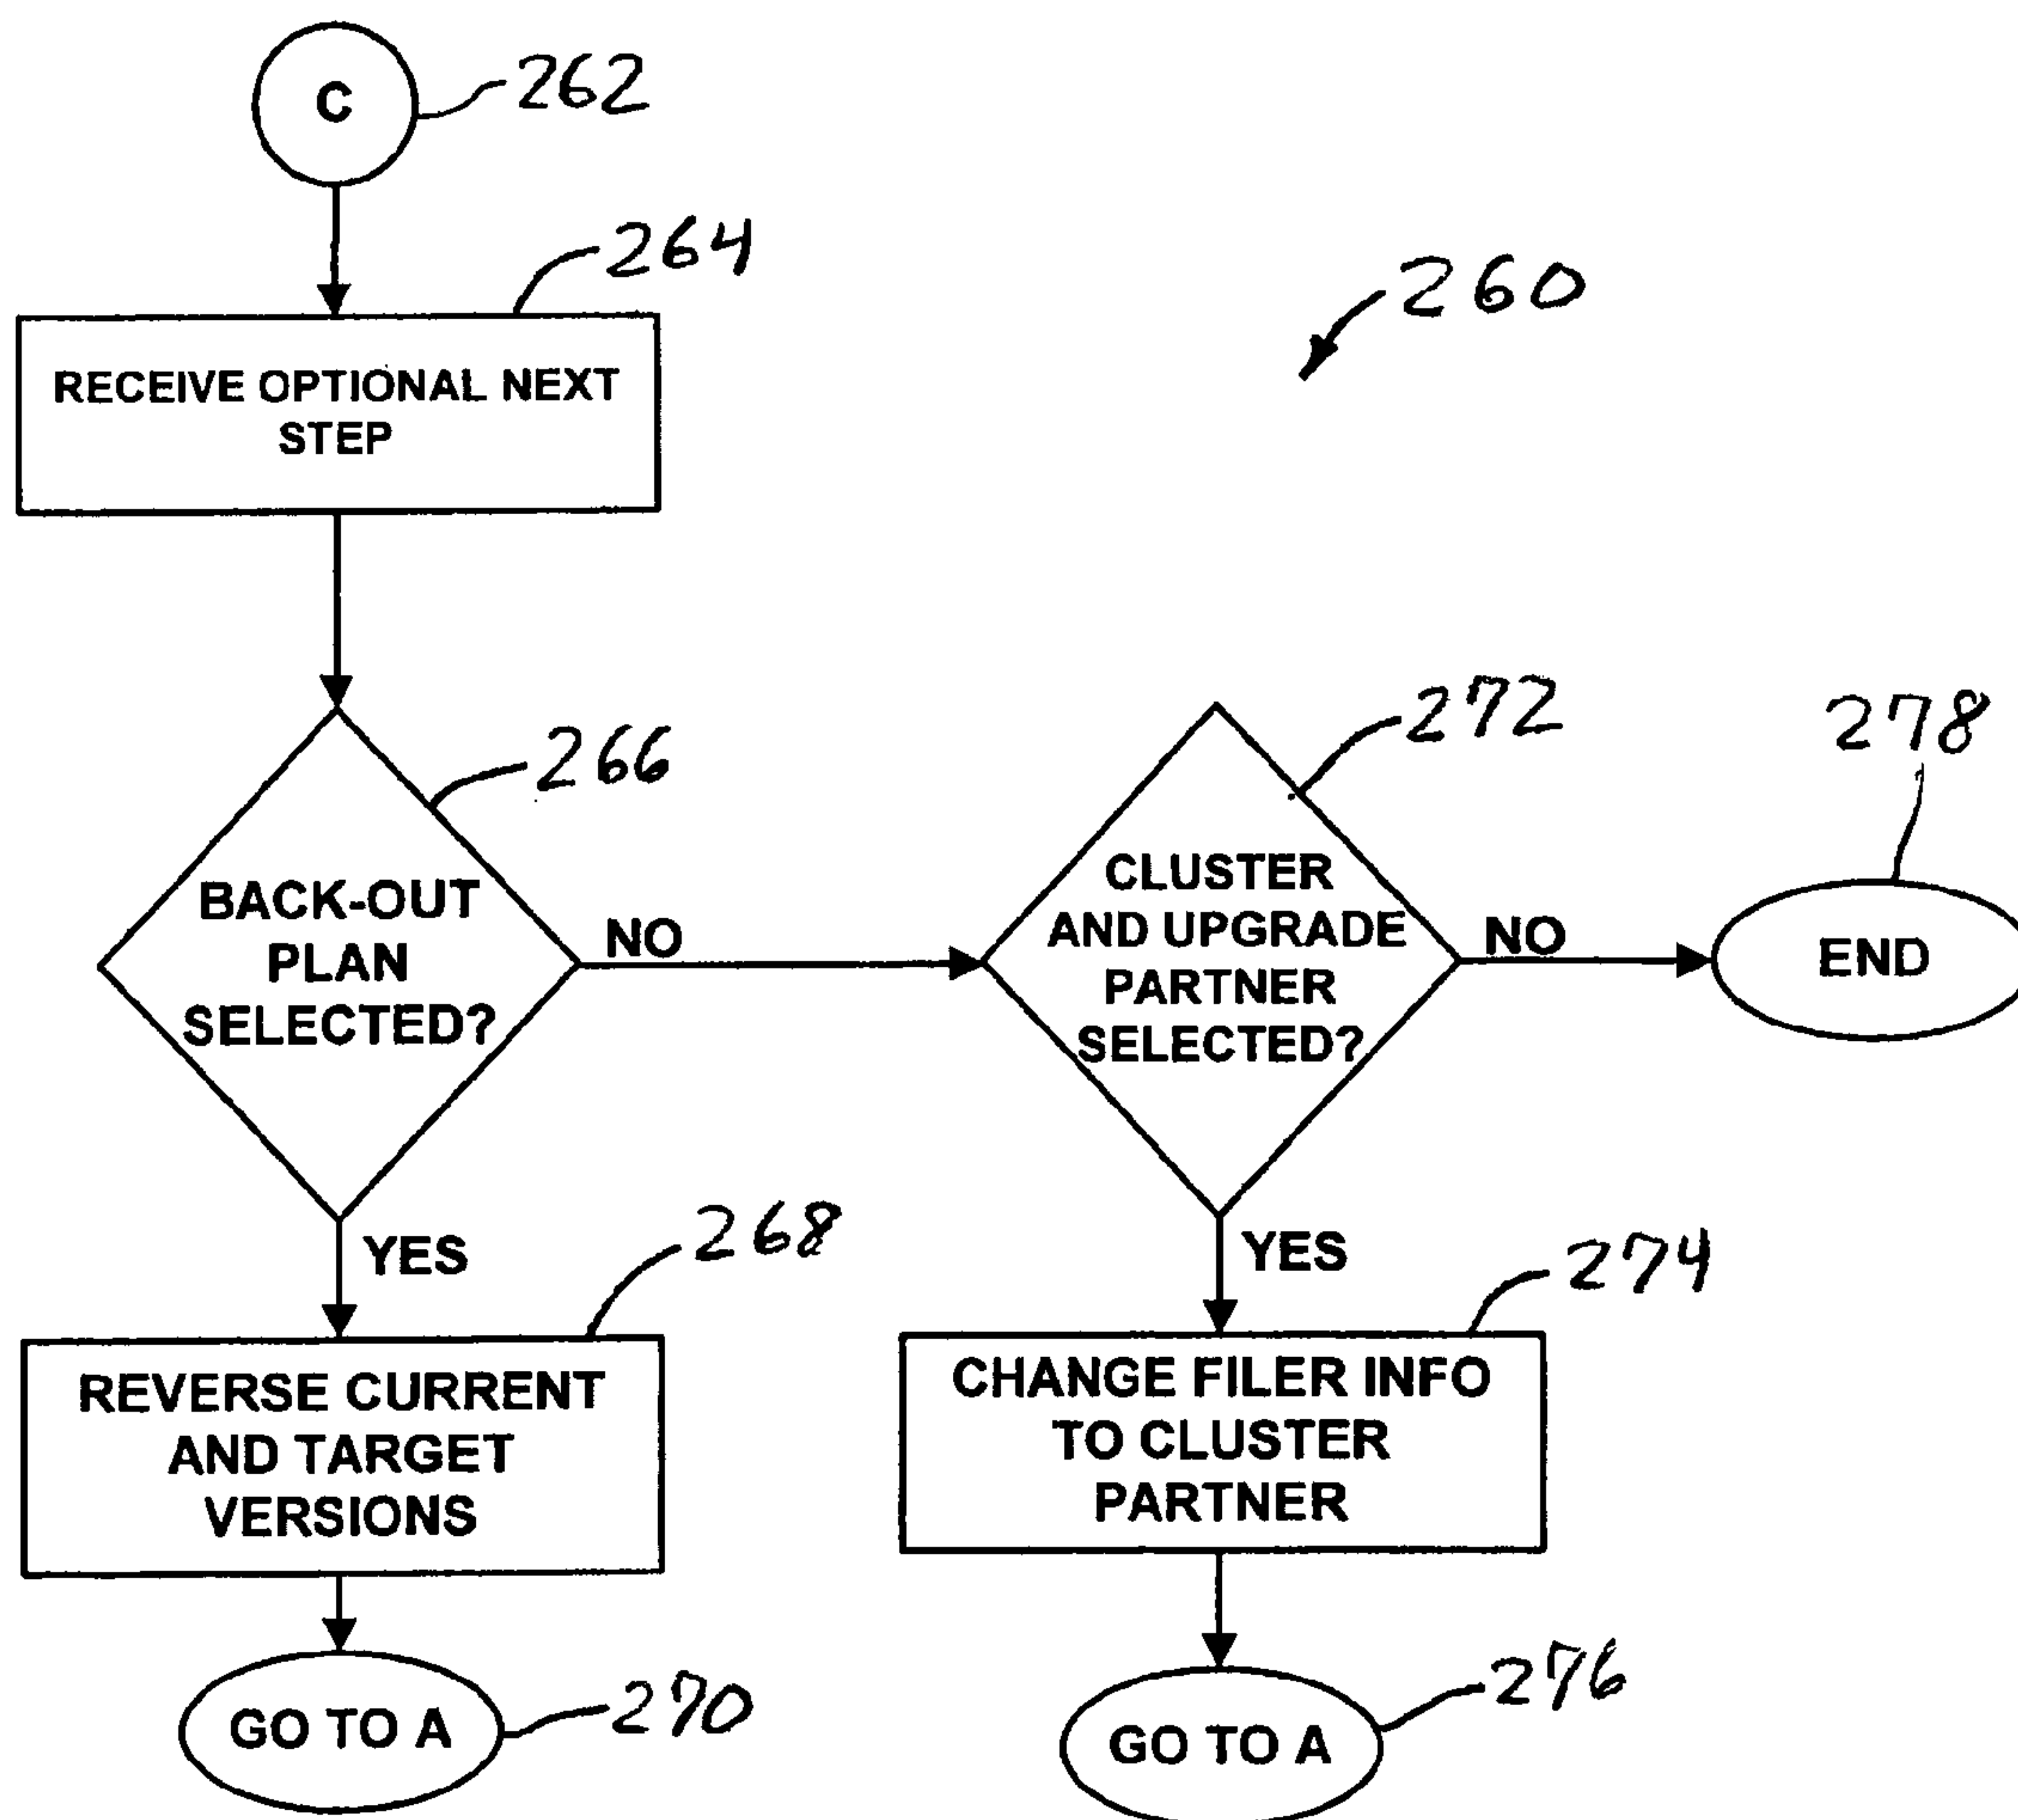 C
262
264
260
RECEIVE OPTIONAL NEXT
STEP
266
BACK-OUT
PLAN
SELECTED?
NO
272
CLUSTER
AND UPGRADE
PARTNER
SELECTED?
NO
278
END
YES
268
REVERSE CURRENT
AND TARGET
VERSIONS
YES
274
CHANGE FILER INFO
TO CLUSTER
PARTNER
GO TO A
270
GO TO A
276